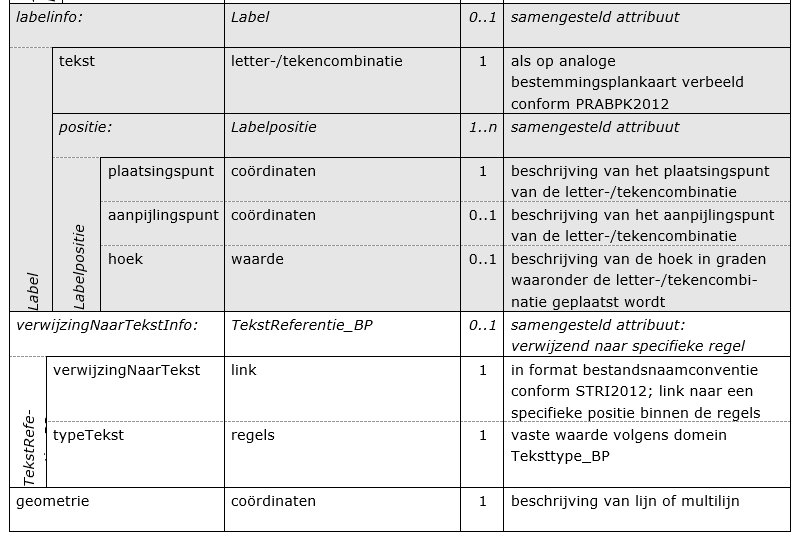 labelinfo: Label 0..1 samengesteld attribuut
tekst letter-/tekencombinatie 1 als op analoge
bestemmingsplankaart verbeeld
conform PRABPK2012
positie: Labelpositie 1..n samengesteld attribuut
plaatsingspunt coördinaten 1 beschrijving van het plaatsingspunt
van de letter-/tekencombinatie
aanpijlingspunt coördinaten 0..1 beschrijving van het aanpijlingspunt
van de letter-/tekencombinatie
hoek waarde 0..1 beschrijving van de hoek in graden
waaronder de letter-/tekencombi-
natie geplaatst wordt
Label
Labelpositie
verwijzingNaarTekstInfo: TekstReferentie_BP 0..1 samengesteld attribuut:
verwijzend naar specifieke regel
verwijzingNaarTekst link 1 in format bestandsnaamconventie
conform STRI2012; link naar een
specifieke positie binnen de regels
typeTekst regels 1 vaste waarde volgens domein
Teksttype_BP
TekstRefe-
geometrie coördinaten 1 beschrijving van lijn of multilijn